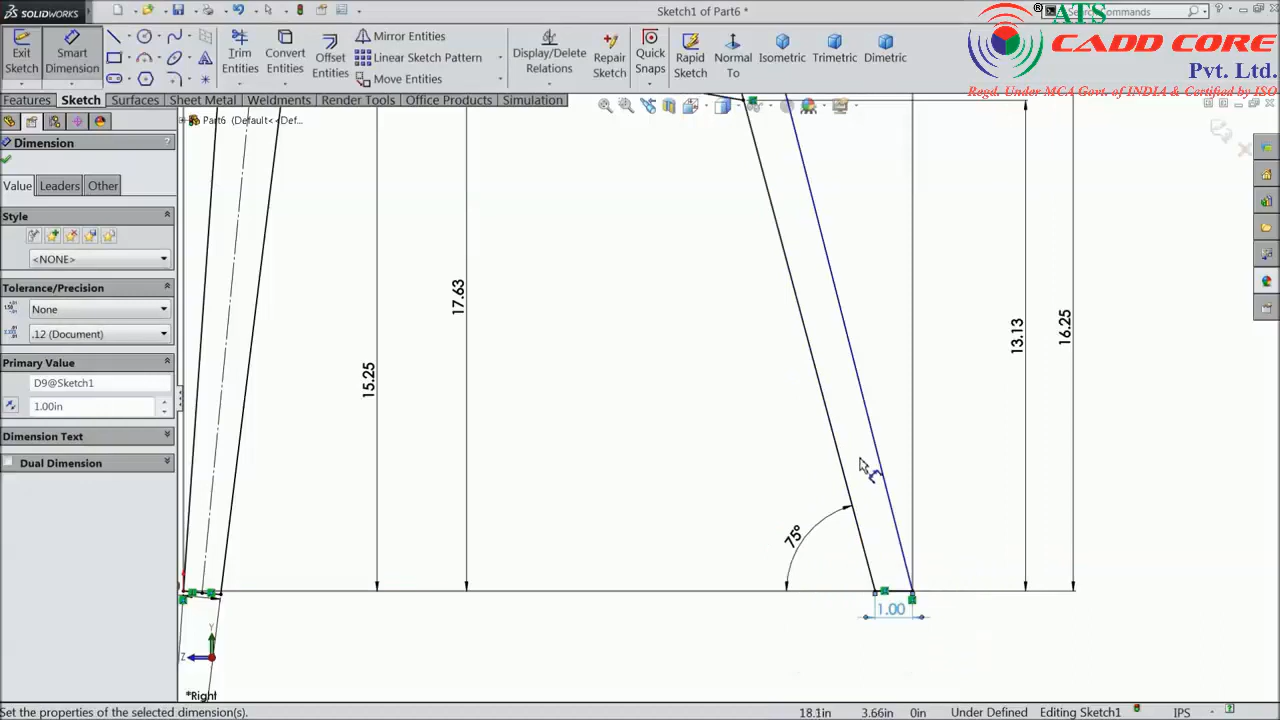 SOLIDWORKS
Sketch1 of Part6 *
Search Commands
® ATS
CADD CORE
Pvt. Ltd.
Regd. Under MCA Govt. of INDIA & Certified by ISO
Exit Sketch
Smart Dimension
Trim Entities
Convert Entities
Offset Entities
Mirror Entities
Linear Sketch Pattern
Move Entities
Display/Delete Relations
Repair Sketch
Quick Snaps
Rapid Sketch
Normal To
Isometric
Trimetric
Dimetric
Features
Sketch
Surfaces
Sheet Metal
Weldments
Render Tools
Office Products
Simulation
Part6 (Default<<Def...
Dimension
?
Value
Leaders
Other
Style
<NONE>
Tolerance/Precision
None
.12 (Document)
Primary Value
D9@Sketch1
1.00in
Dimension Text
Dual Dimension
15.25
17.63
75°
1.00
13.13
16.25
Y
Z
*Right
Set the properties of the selected dimension(s).
18.1in
3.66in
0in
Under Defined
Editing Sketch1
IPS